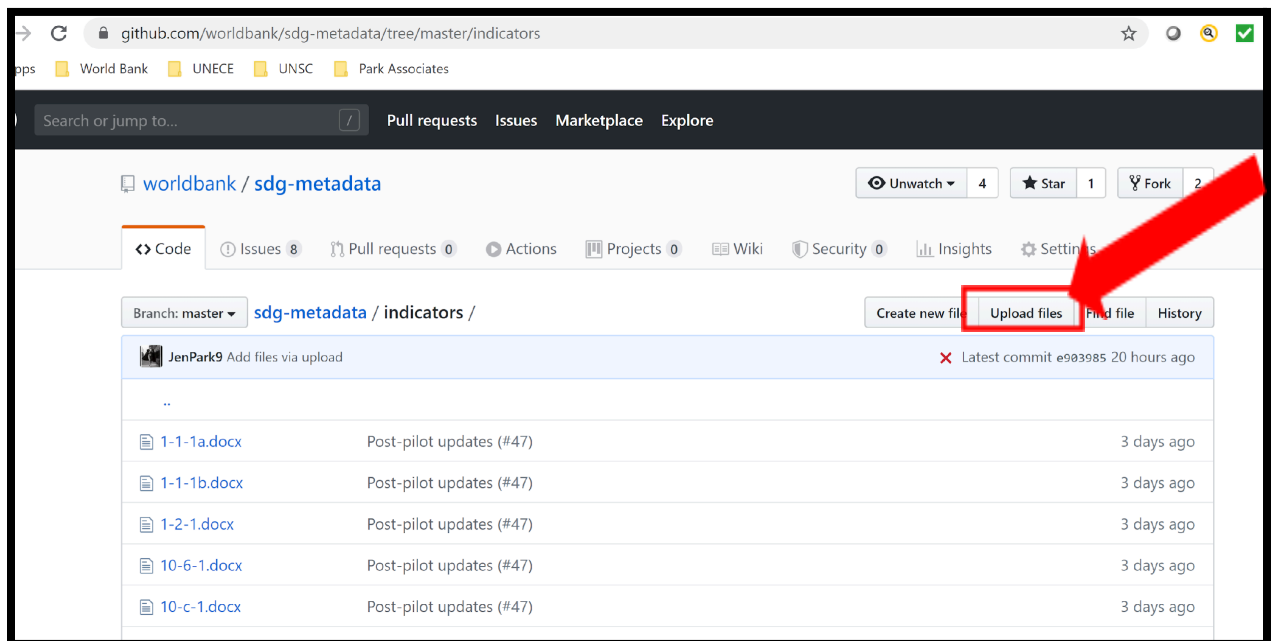 github.com/worldbank/sdg-metadata/tree/master/indicators
pps World Bank UNECE UNSC Park Associates
Search or jump to... / Pull requests Issues Marketplace Explore
worldbank / sdg-metadata Unwatch 4 Star 1 Fork 2
Code Issues 8 Pull requests 0 Actions Projects 0 Wiki Security 0 Insights Settings
Branch: master sdg-metadata / indicators / Create new file Upload files Find file History
JenPark9 Add files via upload Latest commit e903985 20 hours ago
..
1-1-1a.docx Post-pilot updates (#47) 3 days ago
1-1-1b.docx Post-pilot updates (#47) 3 days ago
1-2-1.docx Post-pilot updates (#47) 3 days ago
10-6-1.docx Post-pilot updates (#47) 3 days ago
10-c-1.docx Post-pilot updates (#47) 3 days ago